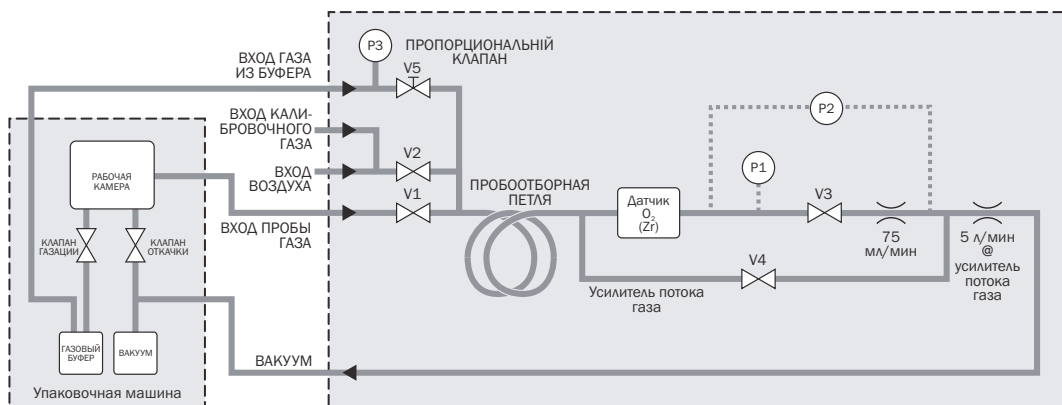 P3
ПРОПОРЦИОНАЛЬНІЙ
КЛАПАН
V5
ВХОД ГАЗА
ИЗ БУФЕРА
ВХОД КАЛИ-
БРОВОЧНОГО
ГАЗА
V2
ВХОД
ВОЗДУХА
V1
ВХОД ПРОБЫ
ГАЗА
РАБОЧАЯ
КАМЕРА
КЛАПАН
ГАЗАЦИИ
КЛАПАН
ОТКАЧКИ
ГАЗОВЫЙ
БУФЕР
ВАКУУМ
Упаковочная машина
ВАКУУМ
ПРОБООТБОРНАЯ
ПЕТЛЯ
Датчик
O2
(Zr)
P2
P1
V3
75
мл/мин
5 л/мин
@
усилитель
потока
газа
V4
Усилитель потока
газа